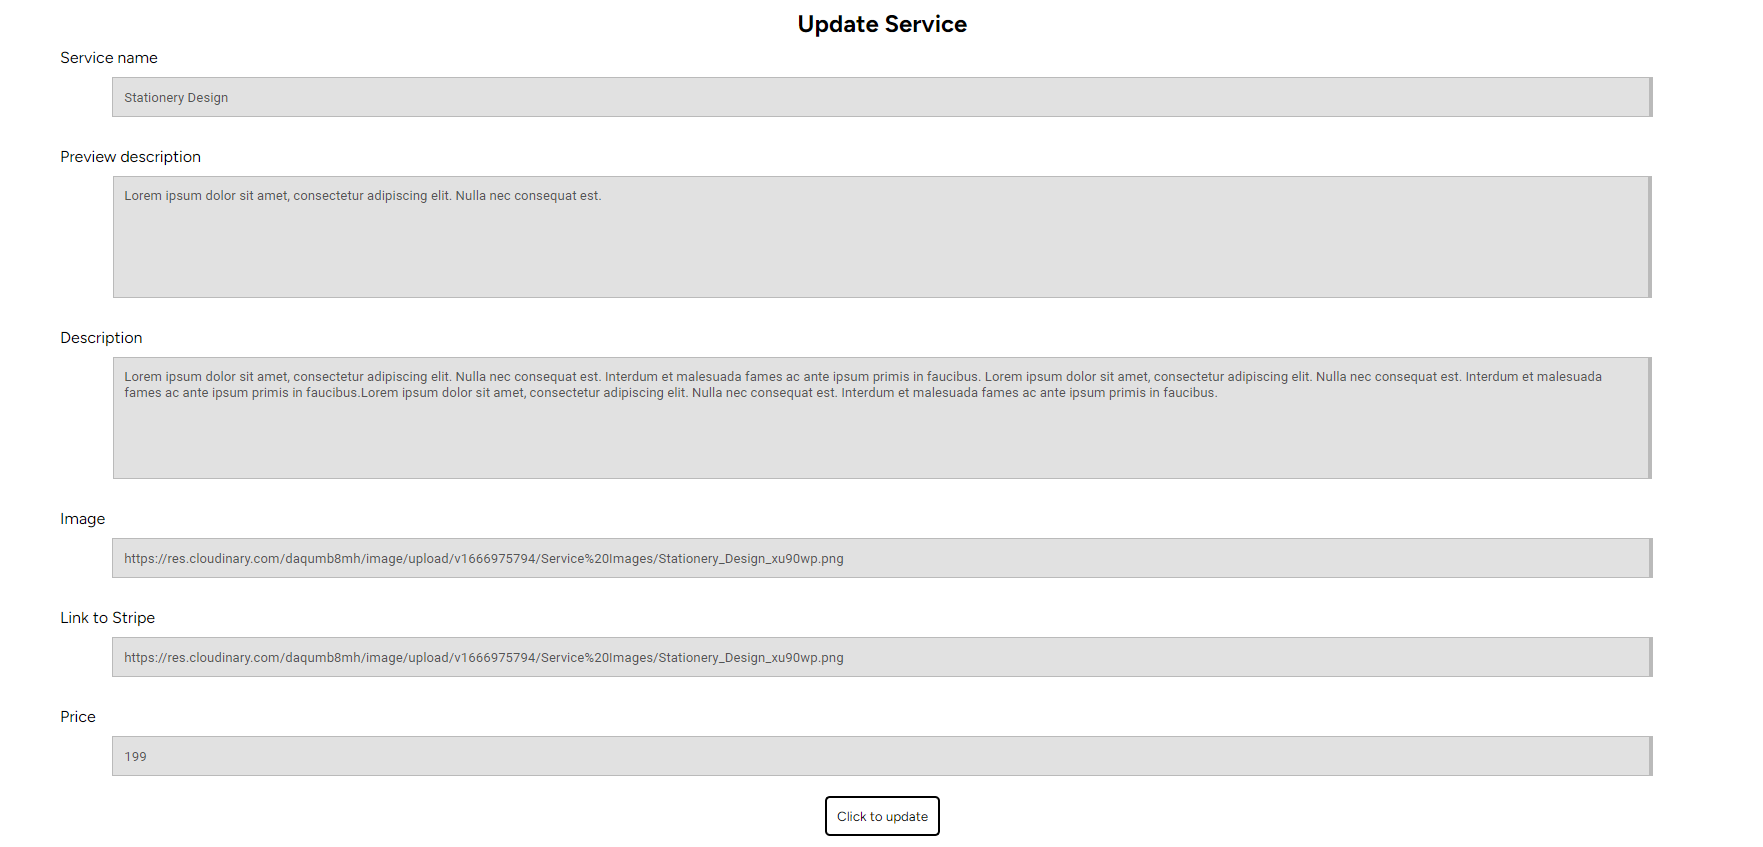 Update Service
Service name
Stationery Design
Preview description
Lorem ipsum dolor sit amet, consectetur adipiscing elit. Nulla nec consequat est.
Description
Lorem ipsum dolor sit amet, consectetur adipiscing elit. Nulla nec consequat est. Interdum et malesuada fames ac ante ipsum primis in faucibus. Lorem ipsum dolor sit amet, consectetur adipiscing elit. Nulla nec consequat est. Interdum et malesuada
fames ac ante ipsum primis in faucibus.Lorem ipsum dolor sit amet, consectetur adipiscing elit. Nulla nec consequat est. Interdum et malesuada fames ac ante ipsum primis in faucibus.
Image
https://res.cloudinary.com/daqumb8mh/image/upload/v1666975794/Service%20Images/Stationery_Design_xu90wp.png
Link to Stripe
https://res.cloudinary.com/daqumb8mh/image/upload/v1666975794/Service%20Images/Stationery_Design_xu90wp.png
Price
199
Click to update